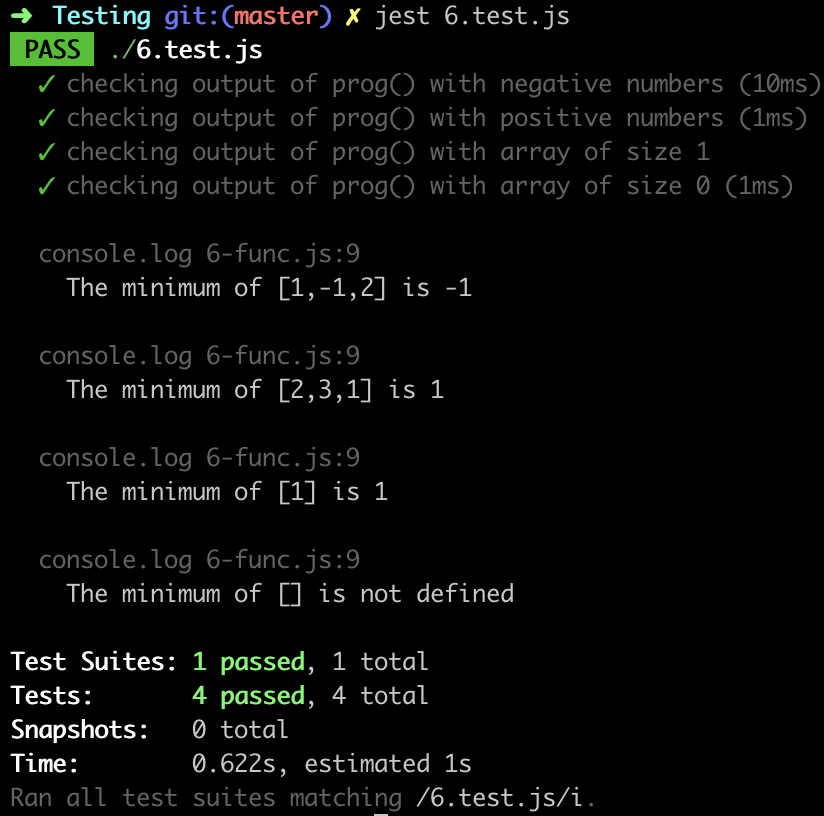 ➜ Testing git:(master) ✗ jest 6.test.js
PASS ./6.test.js
✓ checking output of prog() with negative numbers (10ms)
✓ checking output of prog() with positive numbers (1ms)
✓ checking output of prog() with array of size 1
✓ checking output of prog() with array of size 0 (1ms)
console.log 6-func.js:9
The minimum of [1,-1,2] is -1
console.log 6-func.js:9
The minimum of [2,3,1] is 1
console.log 6-func.js:9
The minimum of [1] is 1
console.log 6-func.js:9
The minimum of [] is not defined
Test Suites: 1 passed, 1 total
Tests: 4 passed, 4 total
Snapshots: 0 total
Time: 0.622s, estimated 1s
Ran all test suites matching /6.test.js/i.